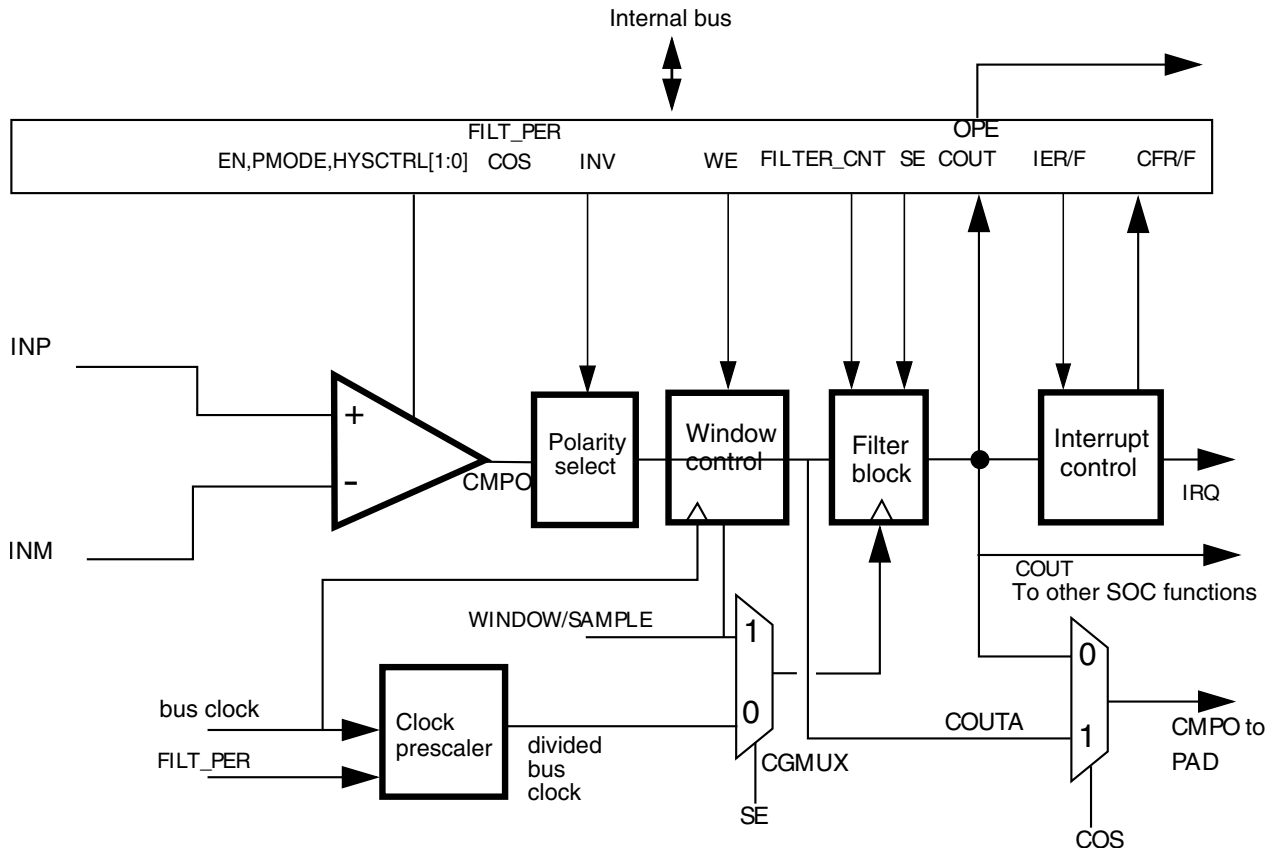 Internal bus
FILT_PER
OPE
EN,PMODE,HYSCTRL[1:0]
COS
INV
WE
FILTER_CNT
SE
COUT
IER/F
CFR/F
INP
+
-
INM
CMPO
Polarity
select
Window
control
Filter
block
Interrupt
control
IRQ
COUT
To other SOC functions
WINDOW/SAMPLE
1
0
CGMUX
SE
bus clock
FILT_PER
Clock
prescaler
divided
bus
clock
COUTA
0
1
CMPO to
PAD
COS